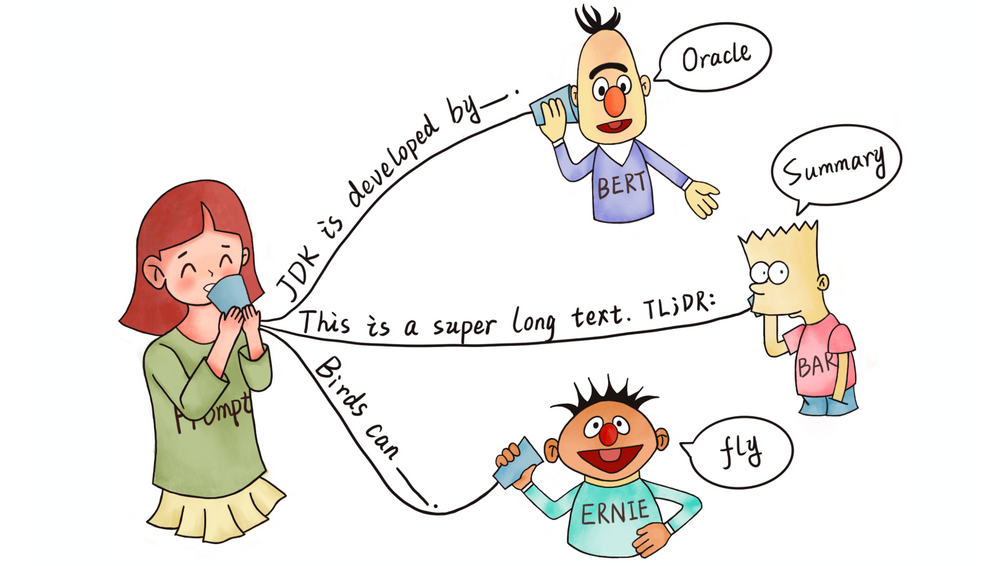 JDK is developed by—.
Oracle
BERT
Summary
This is a super long text. TL;DR:
BAR
Prompt
Birds can —.
fly
ERNIE